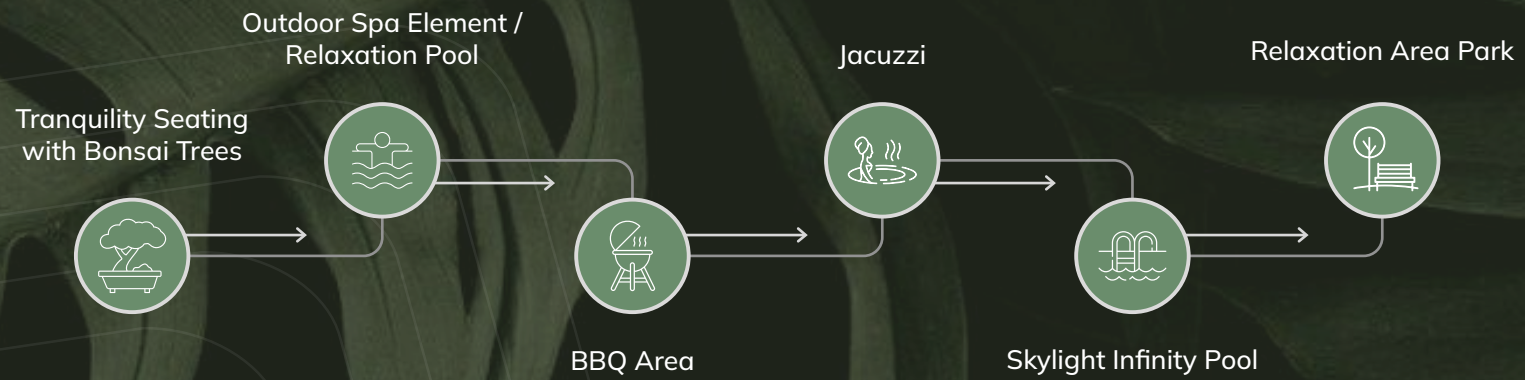 Tranquility Seating
with Bonsai Trees
Outdoor Spa Element /
Relaxation Pool
BBQ Area
Jacuzzi
Skylight Infinity Pool
Relaxation Area Park